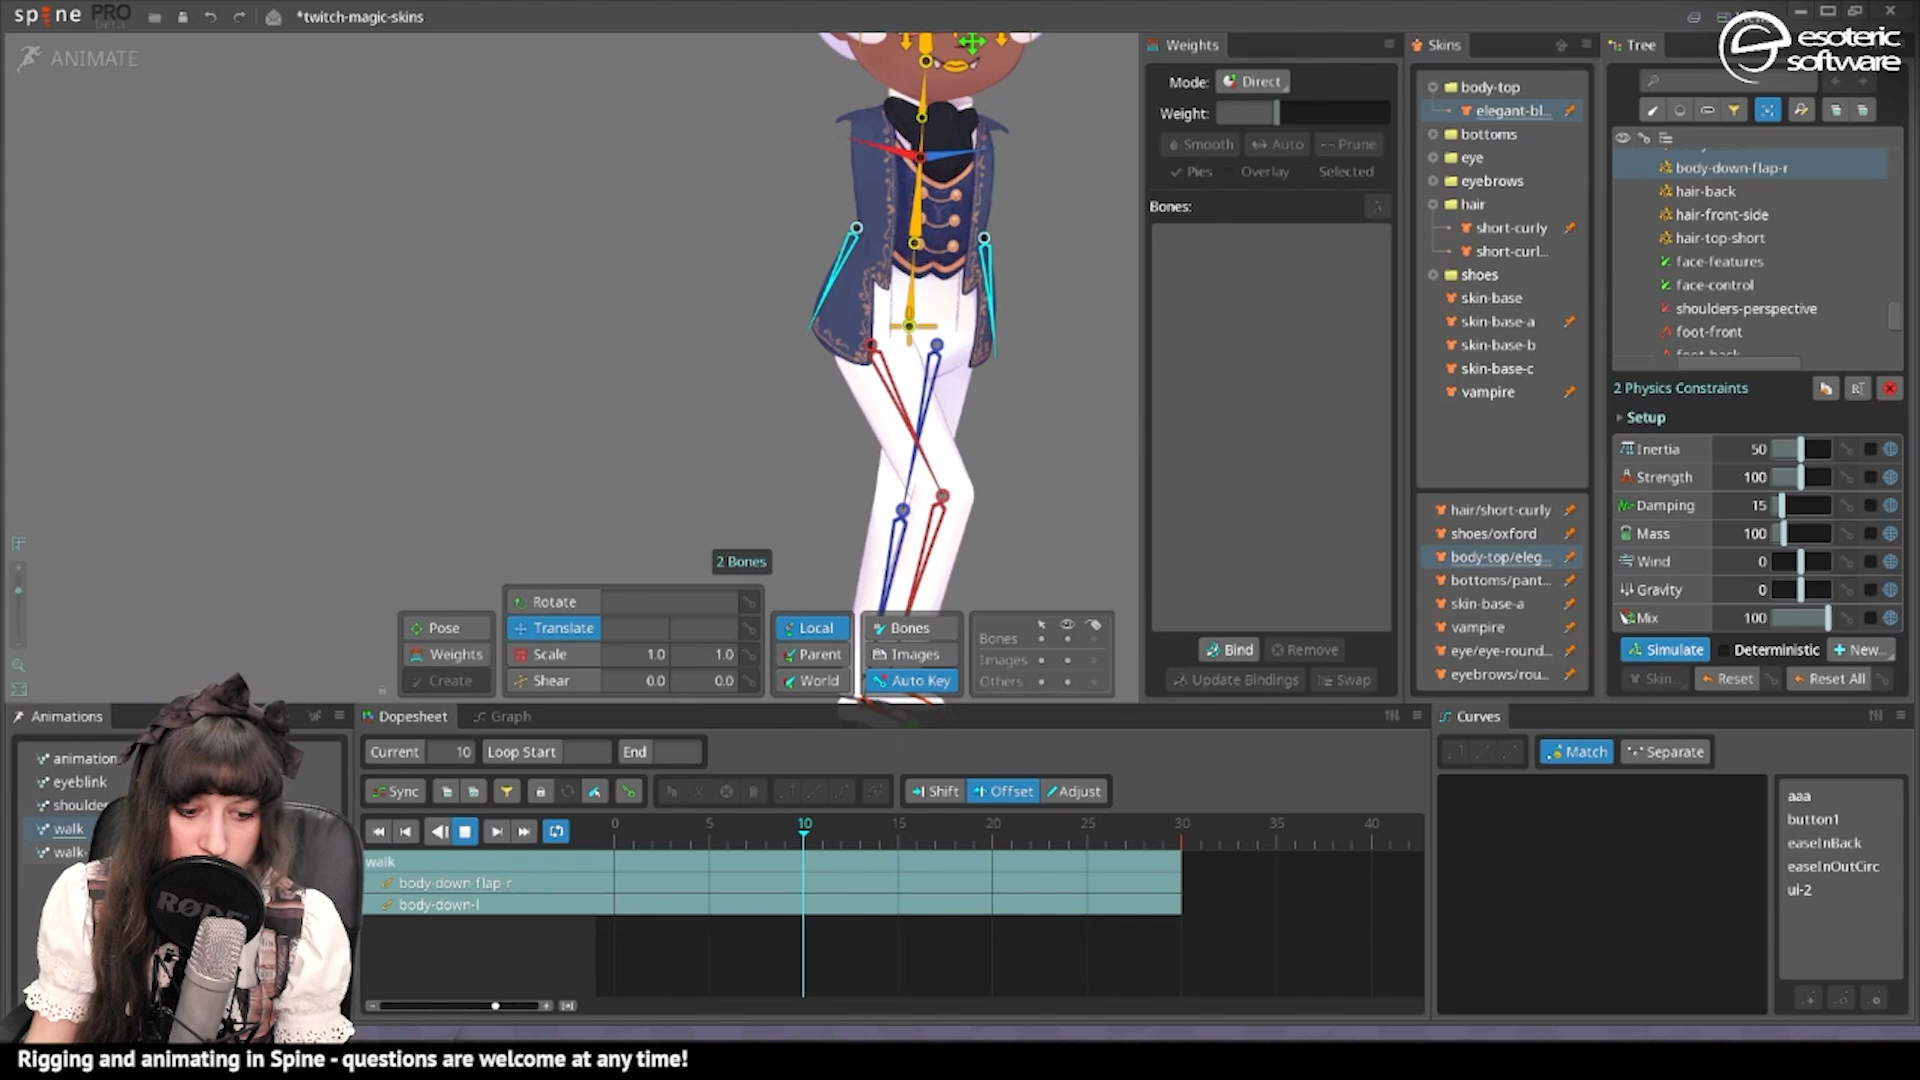 spine PRO
beta
*twitch-magic-skins
esoteric
software
ANIMATE
Weights
Mode: Direct
Weight:
Smooth Auto Prune
Pies Overlay Selected
Bones:
Bind Remove
Update Bindings Swap
Skins
body-top
elegant-bl...
bottoms
eye
eyebrows
hair
short-curly
short-curl...
shoes
skin-base
skin-base-a
skin-base-b
skin-base-c
vampire
hair/short-curly
shoes/oxford
body-top/eleg...
bottoms/pant...
skin-base-a
vampire
eye/eye-round...
eyebrows/rou...
Tree
body-down-flap-r
hair-back
hair-front-side
hair-top-short
face-features
face-control
shoulders-perspective
foot-front
foot-back
2 Physics Constraints
Setup
Inertia 50
Strength 100
Damping 15
Mass 100
Wind 0
Gravity 0
Mix 100
Simulate Deterministic New...
Skin... Reset Reset All
2 Bones
Pose
Weights
Create
Rotate
Translate
Scale 1.0 1.0
Shear 0.0 0.0
Local
Parent
World
Bones
Images
Auto Key
Bones
Images
Others
Animations
animation
eyeblink
shoulder
walk
walk-
Dopesheet Graph
Current 10 Loop Start End
Sync Shift Offset Adjust
0 5 10 15 20 25 30 35 40
walk
body-down-flap-r
body-down-l
Curves
Match Separate
aaa
button1
easeInBack
easeInOutCirc
ui-2
RØDE
Rigging and animating in Spine - questions are welcome at any time!